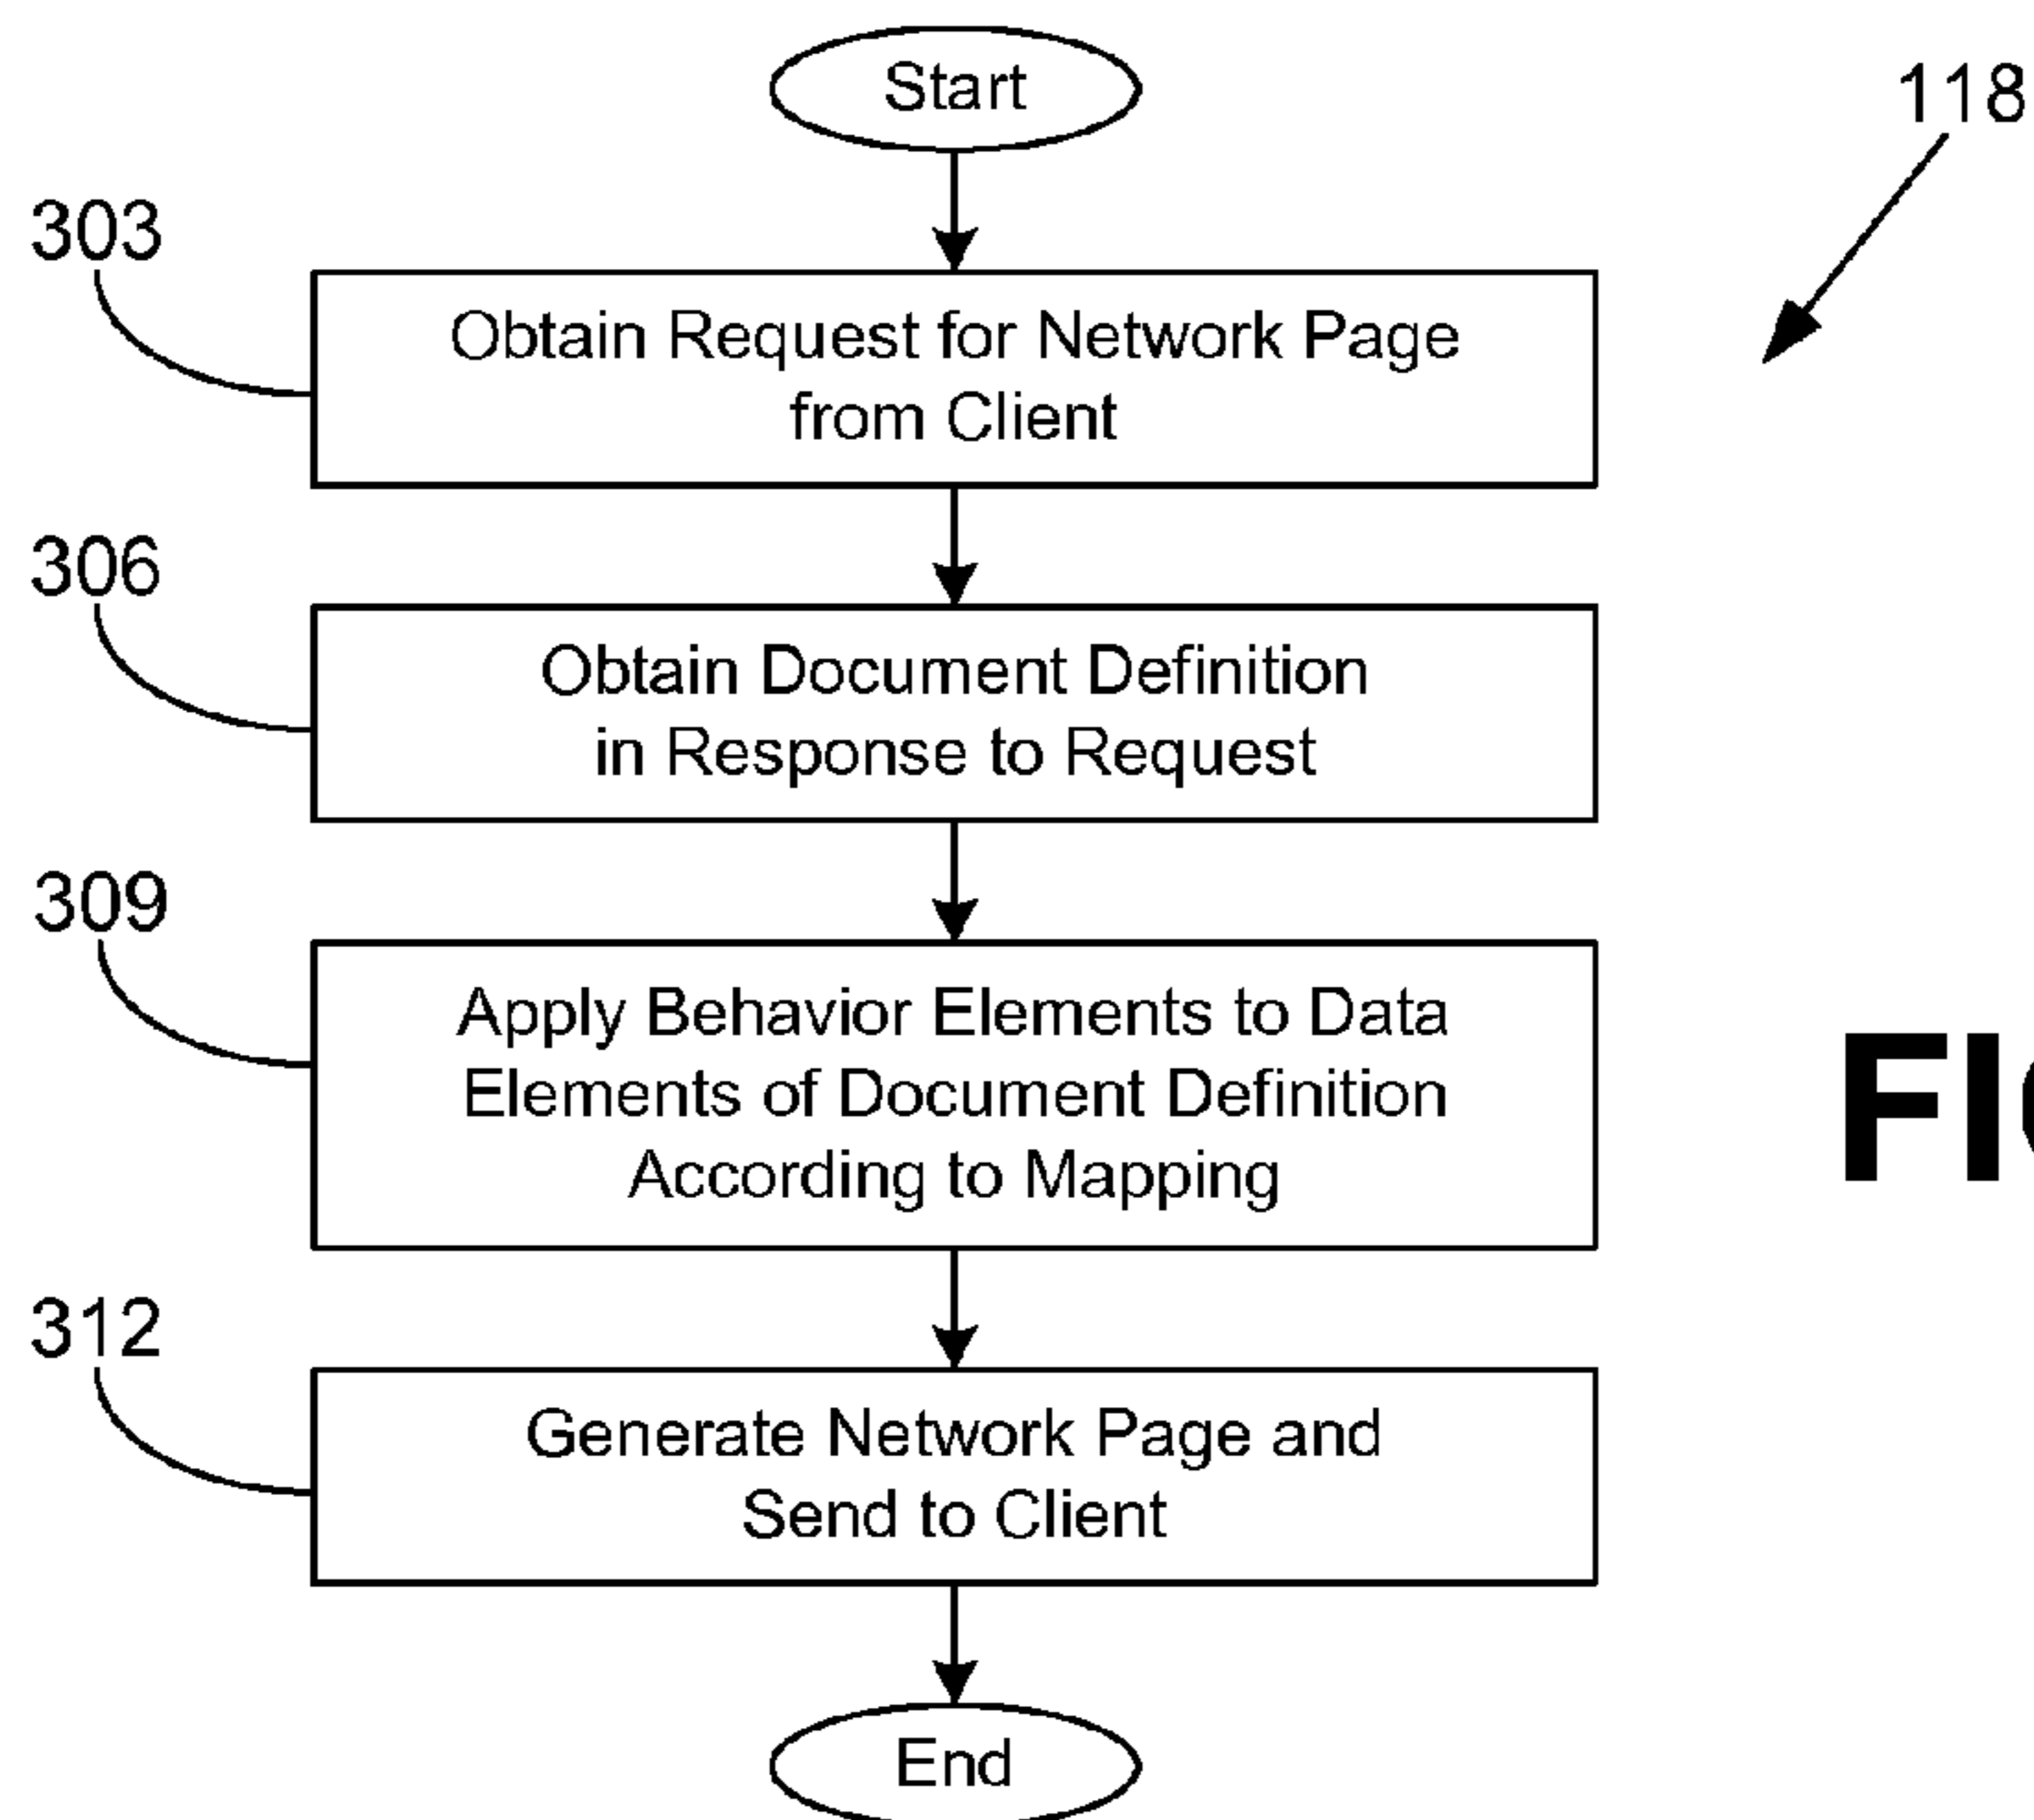 Start
118
303
Obtain Request for Network Page
from Client
306
Obtain Document Definition
in Response to Request
309
Apply Behavior Elements to Data
Elements of Document Definition
According to Mapping
312
Generate Network Page and
Send to Client
End